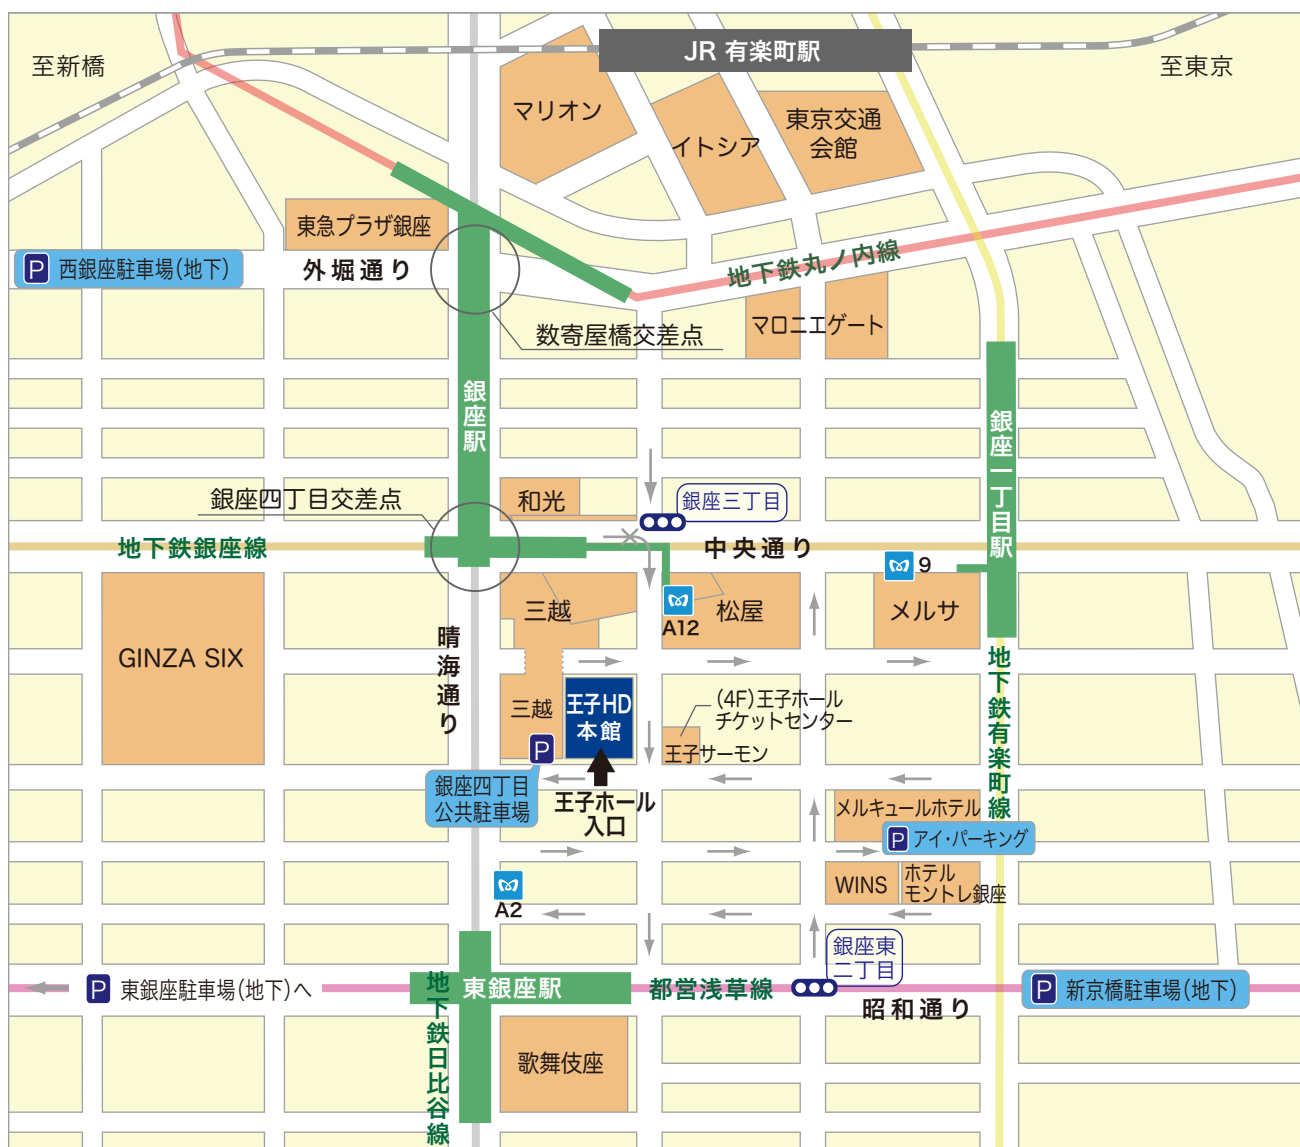 JR 有楽町駅
至新橋
至東京
マリオン
イトシア
東京交通
会館
東急プラザ銀座
P 西銀座駐車場(地下)
外堀通り
地下鉄丸ノ内線
数寄屋橋交差点
マロニエゲート
銀座駅
銀座一丁目駅
銀座四丁目交差点
和光
銀座三丁目
地下鉄銀座線
中央通り
9
三越
A12
松屋
メルサ
GINZA SIX
晴海通り
地下鉄有楽町線
三越
王子HD
本館
(4F)王子ホール
チケットセンター
王子サーモン
P
銀座四丁目
公共駐車場
王子ホール
入口
メルキュールホテル
P アイ・パーキング
WINS
ホテル
モントレ銀座
A2
銀座東
二丁目
P 東銀座駐車場(地下)へ
東銀座駅
都営浅草線
昭和通り
P 新京橋駐車場(地下)
地下鉄日比谷線
歌舞伎座